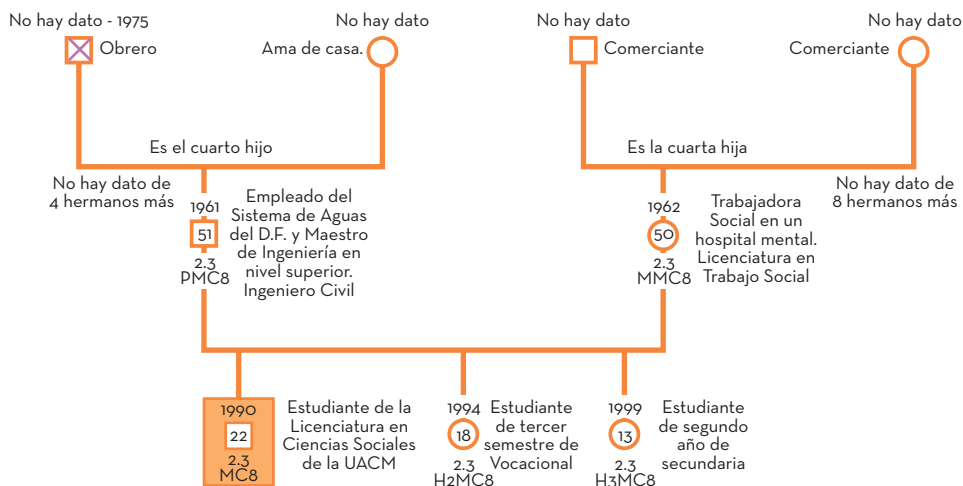 No hay dato - 1975
Obrero
No hay dato
Ama de casa.
No hay dato
Comerciante
No hay dato
Comerciante
Es el cuarto hijo
Es la cuarta hija
No hay dato de
4 hermanos más
No hay dato de
8 hermanos más
1961
51
2.3
PMC8
Empleado del
Sistema de Aguas
del D.F. y Maestro
de Ingeniería en
nivel superior.
Ingeniero Civil
1962
50
2.3
MMC8
Trabajadora
Social en un
hospital mental.
Licenciatura en
Trabajo Social
1990
22
2.3
MC8
Estudiante de la
Licenciatura en
Ciencias Sociales
de la UACM
1994
18
2.3
H2MC8
Estudiante
de tercer
semestre de
Vocacional
1999
13
2.3
H3MC8
Estudiante
de segundo
año de
secundaria